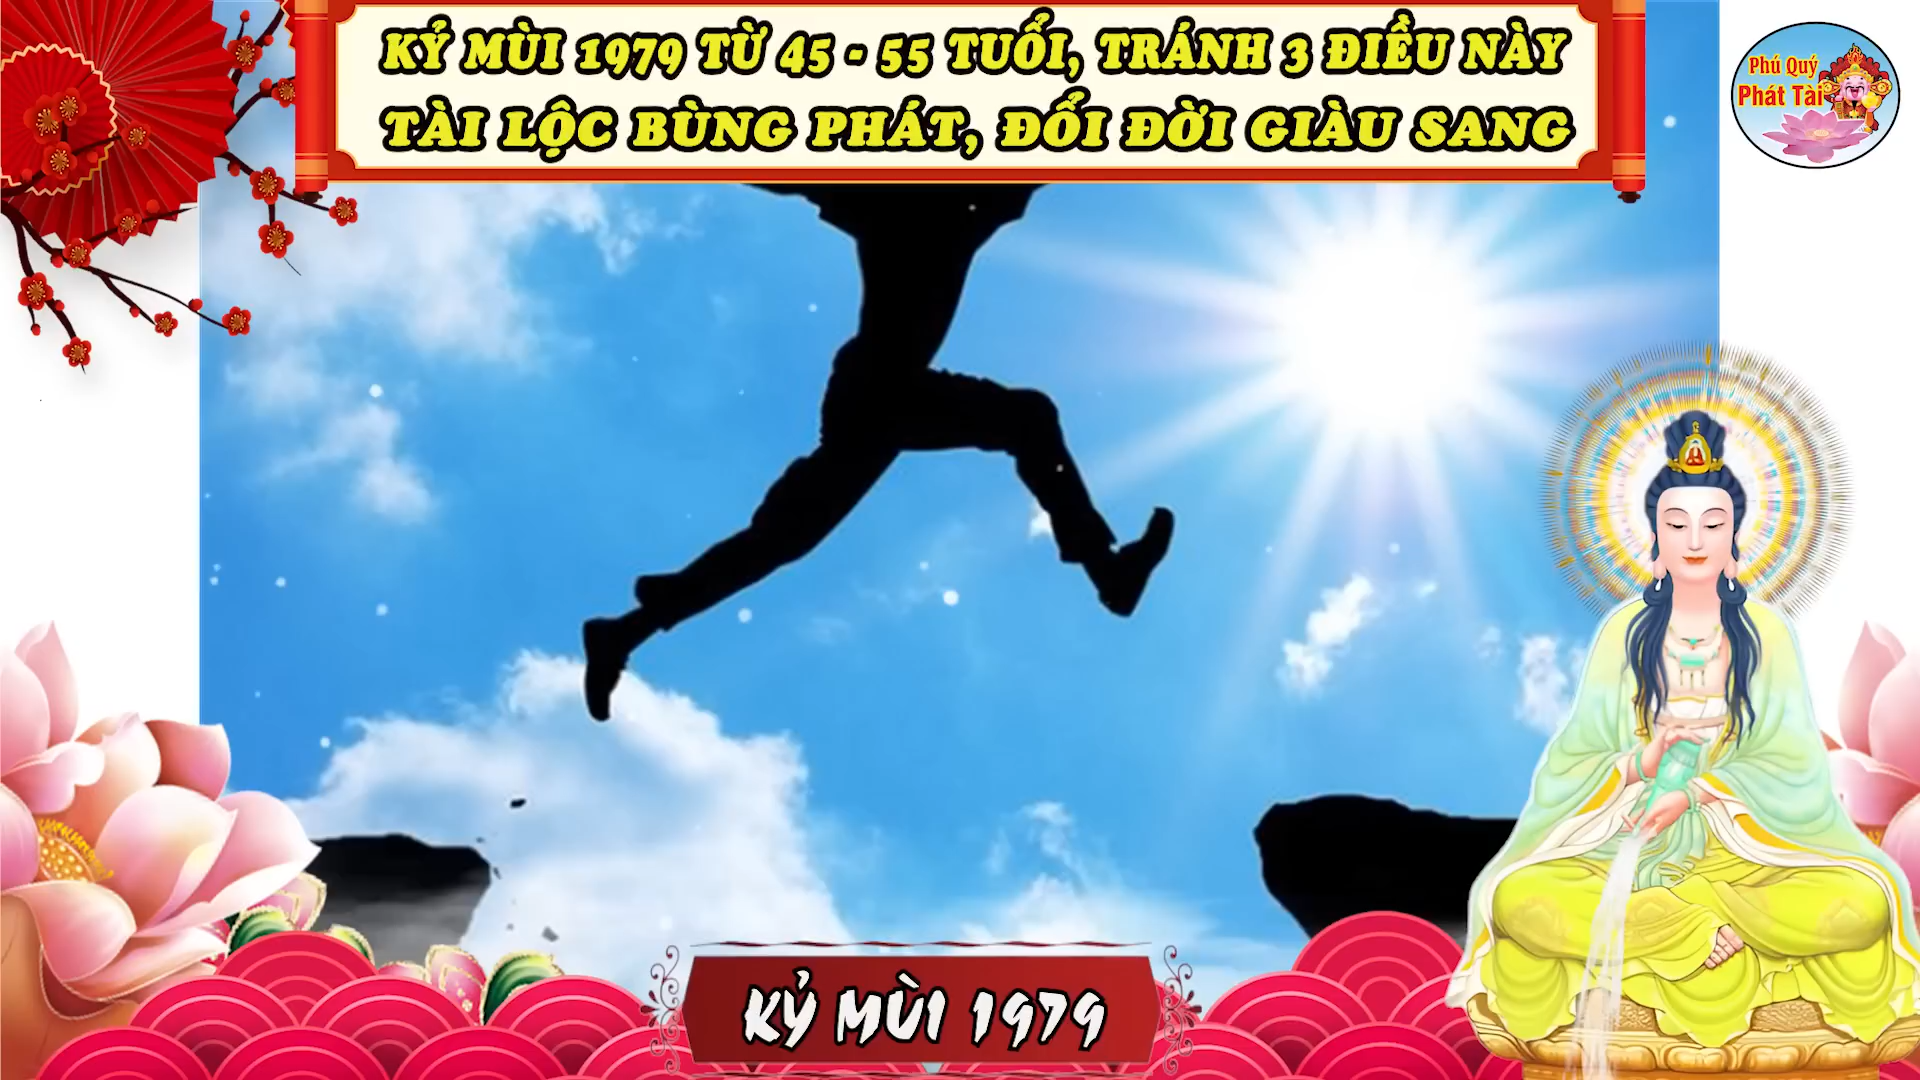 KỶ MÙI 1979 TỪ 45 - 55 TUỔI, TRÁNH 3 ĐIỀU NÀY
TÀI LỘC BÙNG PHÁT, ĐỔI ĐỜI GIÀU SANG
Phú Quý
Phát Tài
KỶ MÙI 1979